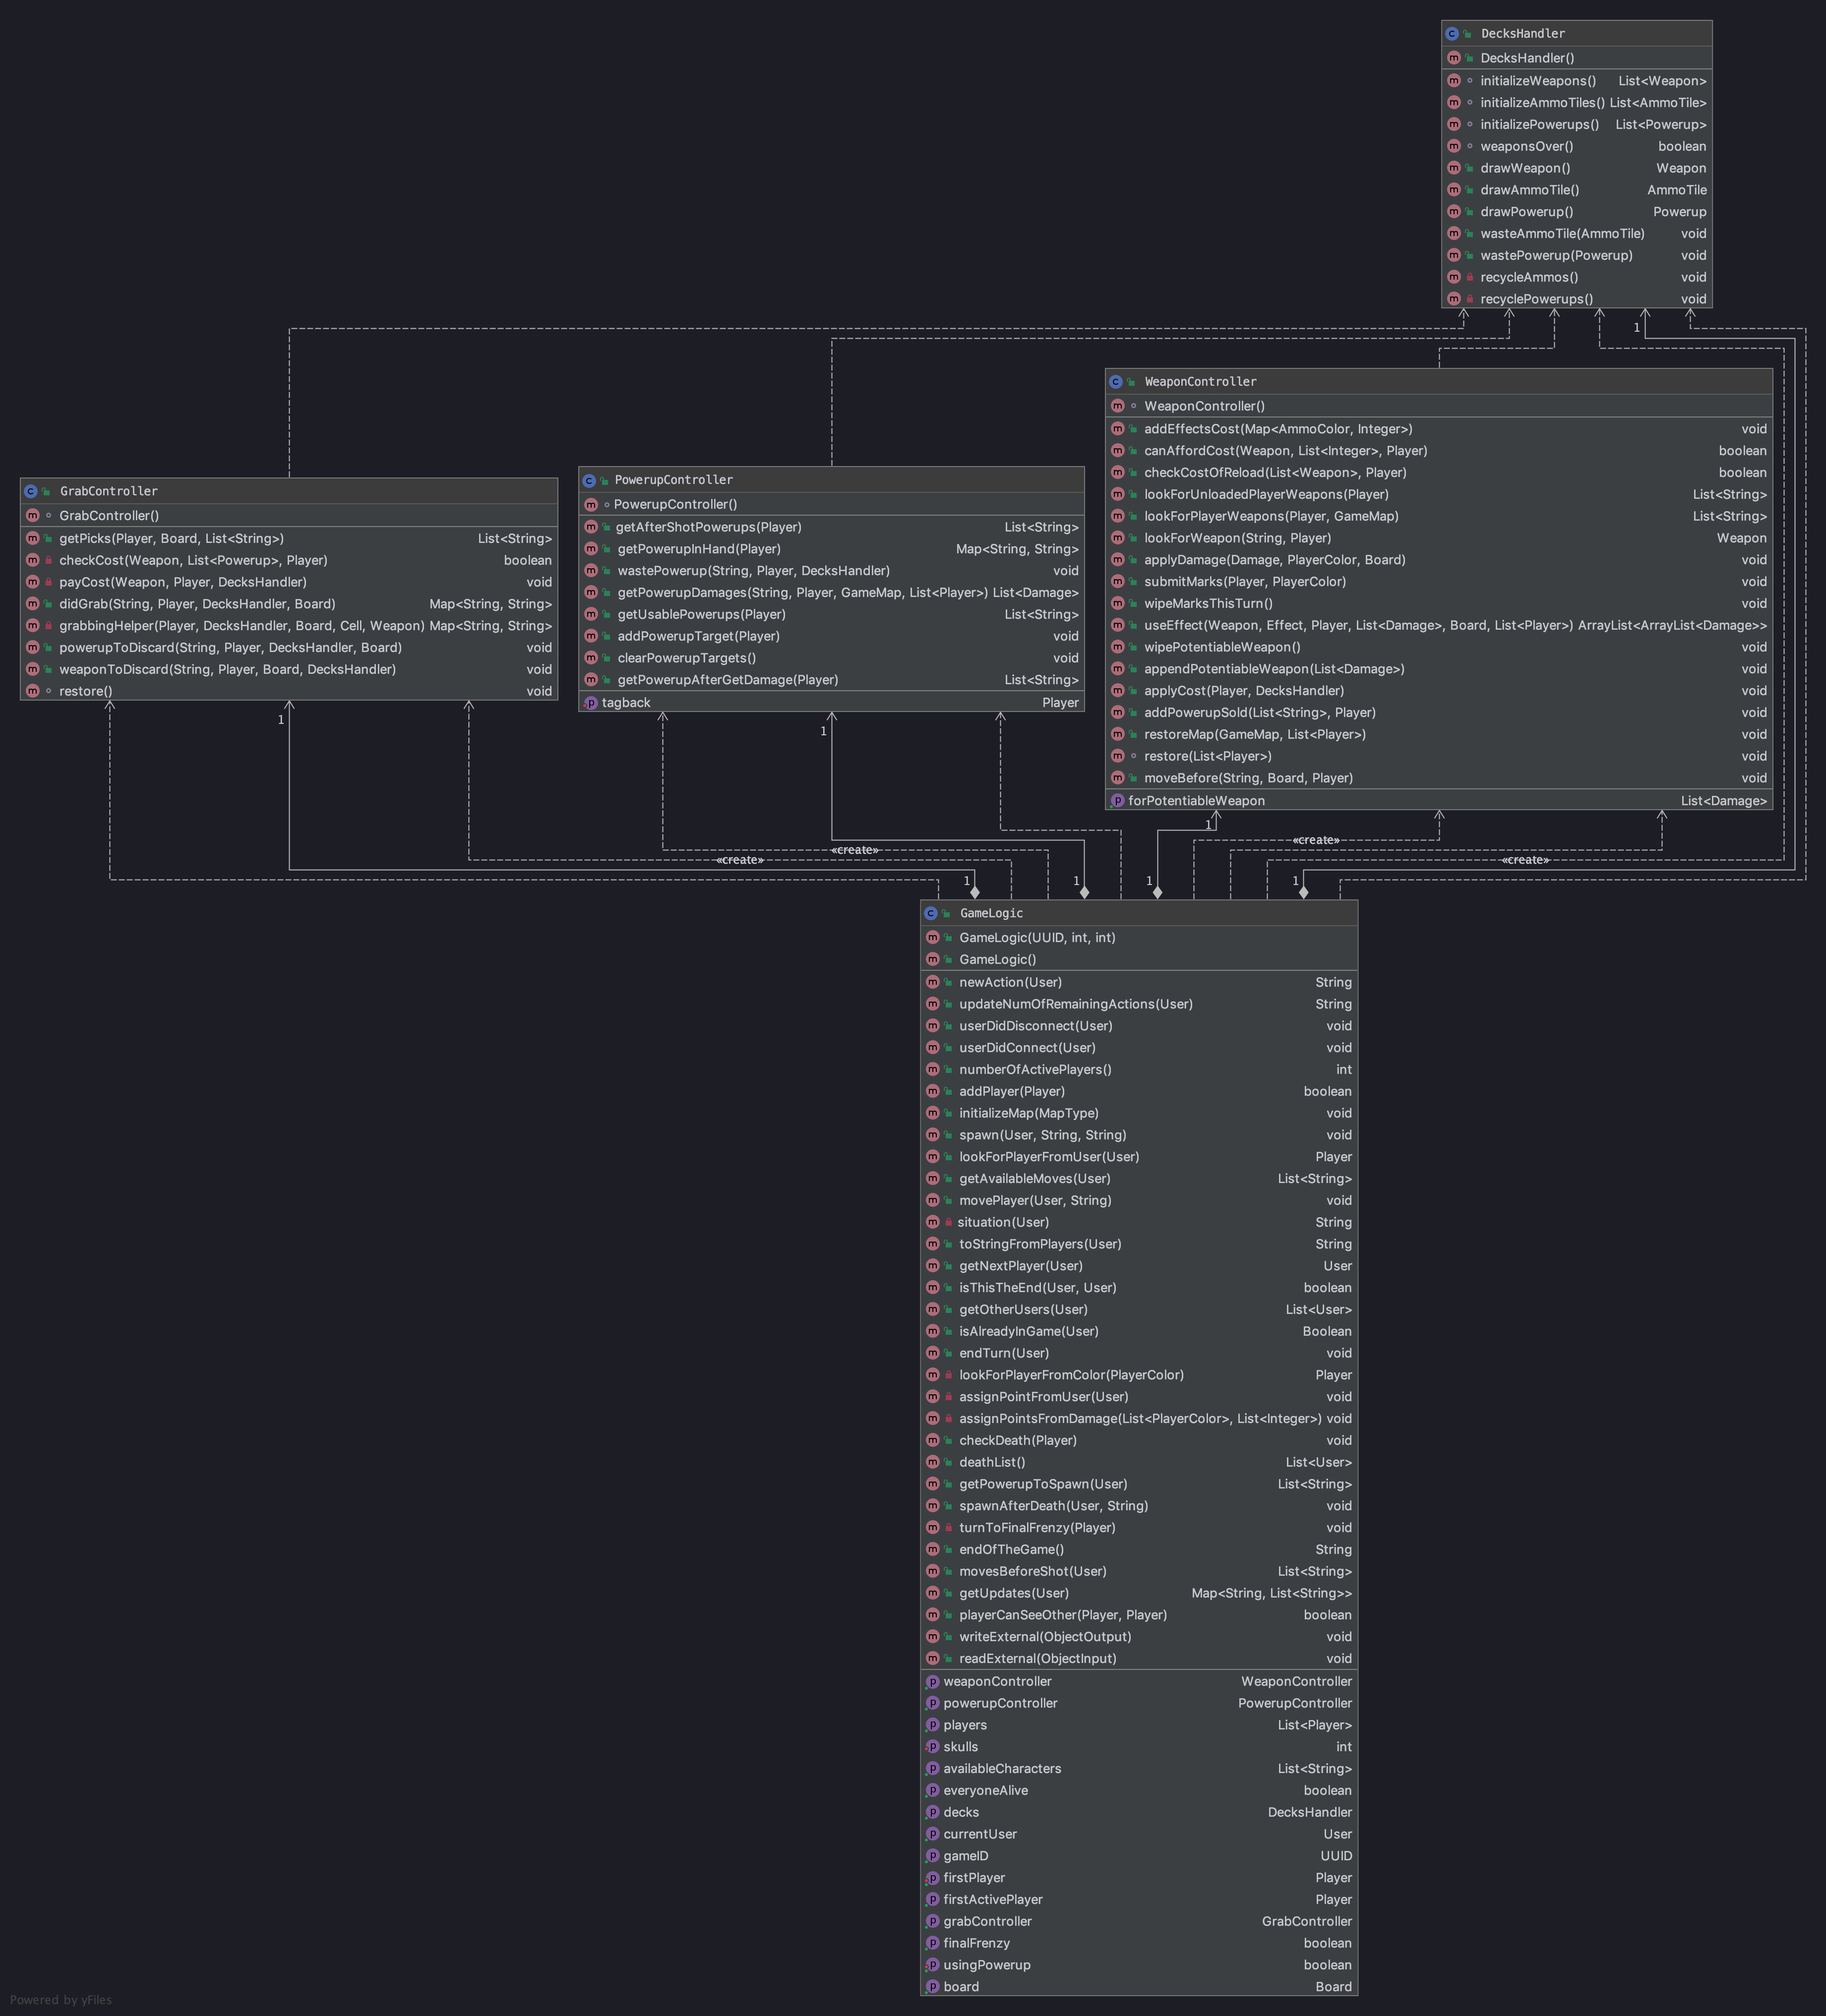 DecksHandler
DecksHandler()
initializeWeapons() List<Weapon>
initializeAmmoTiles() List<AmmoTile>
initializePowerups() List<Powerup>
weaponsOver() boolean
drawWeapon() Weapon
drawAmmoTile() AmmoTile
drawPowerup() Powerup
wasteAmmoTile(AmmoTile) void
wastePowerup(Powerup) void
recycleAmmos() void
recyclePowerups() void
1
WeaponController
WeaponController()
addEffectsCost(Map<AmmoColor, Integer>) void
canAffordCost(Weapon, List<Integer>, Player) boolean
checkCostOfReload(List<Weapon>, Player) boolean
lookForUnloadedPlayerWeapons(Player) List<String>
lookForPlayerWeapons(Player, GameMap) List<String>
lookForWeapon(String, Player) Weapon
applyDamage(Damage, PlayerColor, Board) void
submitMarks(Player, PlayerColor) void
wipeMarksThisTurn() void
useEffect(Weapon, Effect, Player, List<Damage>, Board, List<Player>) ArrayList<ArrayList<Damage>>
wipePotentiableWeapon() void
appendPotentiableWeapon(List<Damage>) void
applyCost(Player, DecksHandler) void
addPowerupSold(List<String>, Player) void
restoreMap(GameMap, List<Player>) void
restore(List<Player>) void
moveBefore(String, Board, Player) void
forPotentiableWeapon List<Damage>
PowerupController
PowerupController()
getAfterShotPowerups(Player) List<String>
getPowerupInHand(Player) Map<String, String>
wastePowerup(String, Player, DecksHandler) void
getPowerupDamages(String, Player, GameMap, List<Player>) List<Damage>
getUsablePowerups(Player) List<String>
addPowerupTarget(Player) void
clearPowerupTargets() void
getPowerupAfterGetDamage(Player) List<String>
tagback Player
GrabController
GrabController()
getPicks(Player, Board, List<String>) List<String>
checkCost(Weapon, List<Powerup>, Player) boolean
payCost(Weapon, Player, DecksHandler) void
didGrab(String, Player, DecksHandler, Board) Map<String, String>
grabbingHelper(Player, DecksHandler, Board, Cell, Weapon) Map<String, String>
powerupToDiscard(String, Player, DecksHandler, Board) void
weaponToDiscard(String, Player, Board, DecksHandler) void
restore() void
1
1
1
«create»
«create»
«create»
«create»
1
1
1
1
GameLogic
GameLogic(UUID, int, int)
GameLogic()
newAction(User) String
updateNumOfRemainingActions(User) String
userDidDisconnect(User) void
userDidConnect(User) void
numberOfActivePlayers() int
addPlayer(Player) boolean
initializeMap(MapType) void
spawn(User, String, String) void
lookForPlayerFromUser(User) Player
getAvailableMoves(User) List<String>
movePlayer(User, String) void
situation(User) String
toStringFromPlayers(User) String
getNextPlayer(User) User
isThisTheEnd(User, User) boolean
getOtherUsers(User) List<User>
isAlreadyInGame(User) Boolean
endTurn(User) void
lookForPlayerFromColor(PlayerColor) Player
assignPointFromUser(User) void
assignPointsFromDamage(List<PlayerColor>, List<Integer>) void
checkDeath(Player) void
deathList() List<User>
getPowerupToSpawn(User) List<String>
spawnAfterDeath(User, String) void
turnToFinalFrenzy(Player) void
endOfTheGame() String
movesBeforeShot(User) List<String>
getUpdates(User) Map<String, List<String>>
playerCanSeeOther(Player, Player) boolean
writeExternal(ObjectOutput) void
readExternal(ObjectInput) void
weaponController WeaponController
powerupController PowerupController
players List<Player>
skulls int
availableCharacters List<String>
everyoneAlive boolean
decks DecksHandler
currentUser User
gameID UUID
firstPlayer Player
firstActivePlayer Player
grabController GrabController
finalFrenzy boolean
usingPowerup boolean
board Board
Powered by yFiles